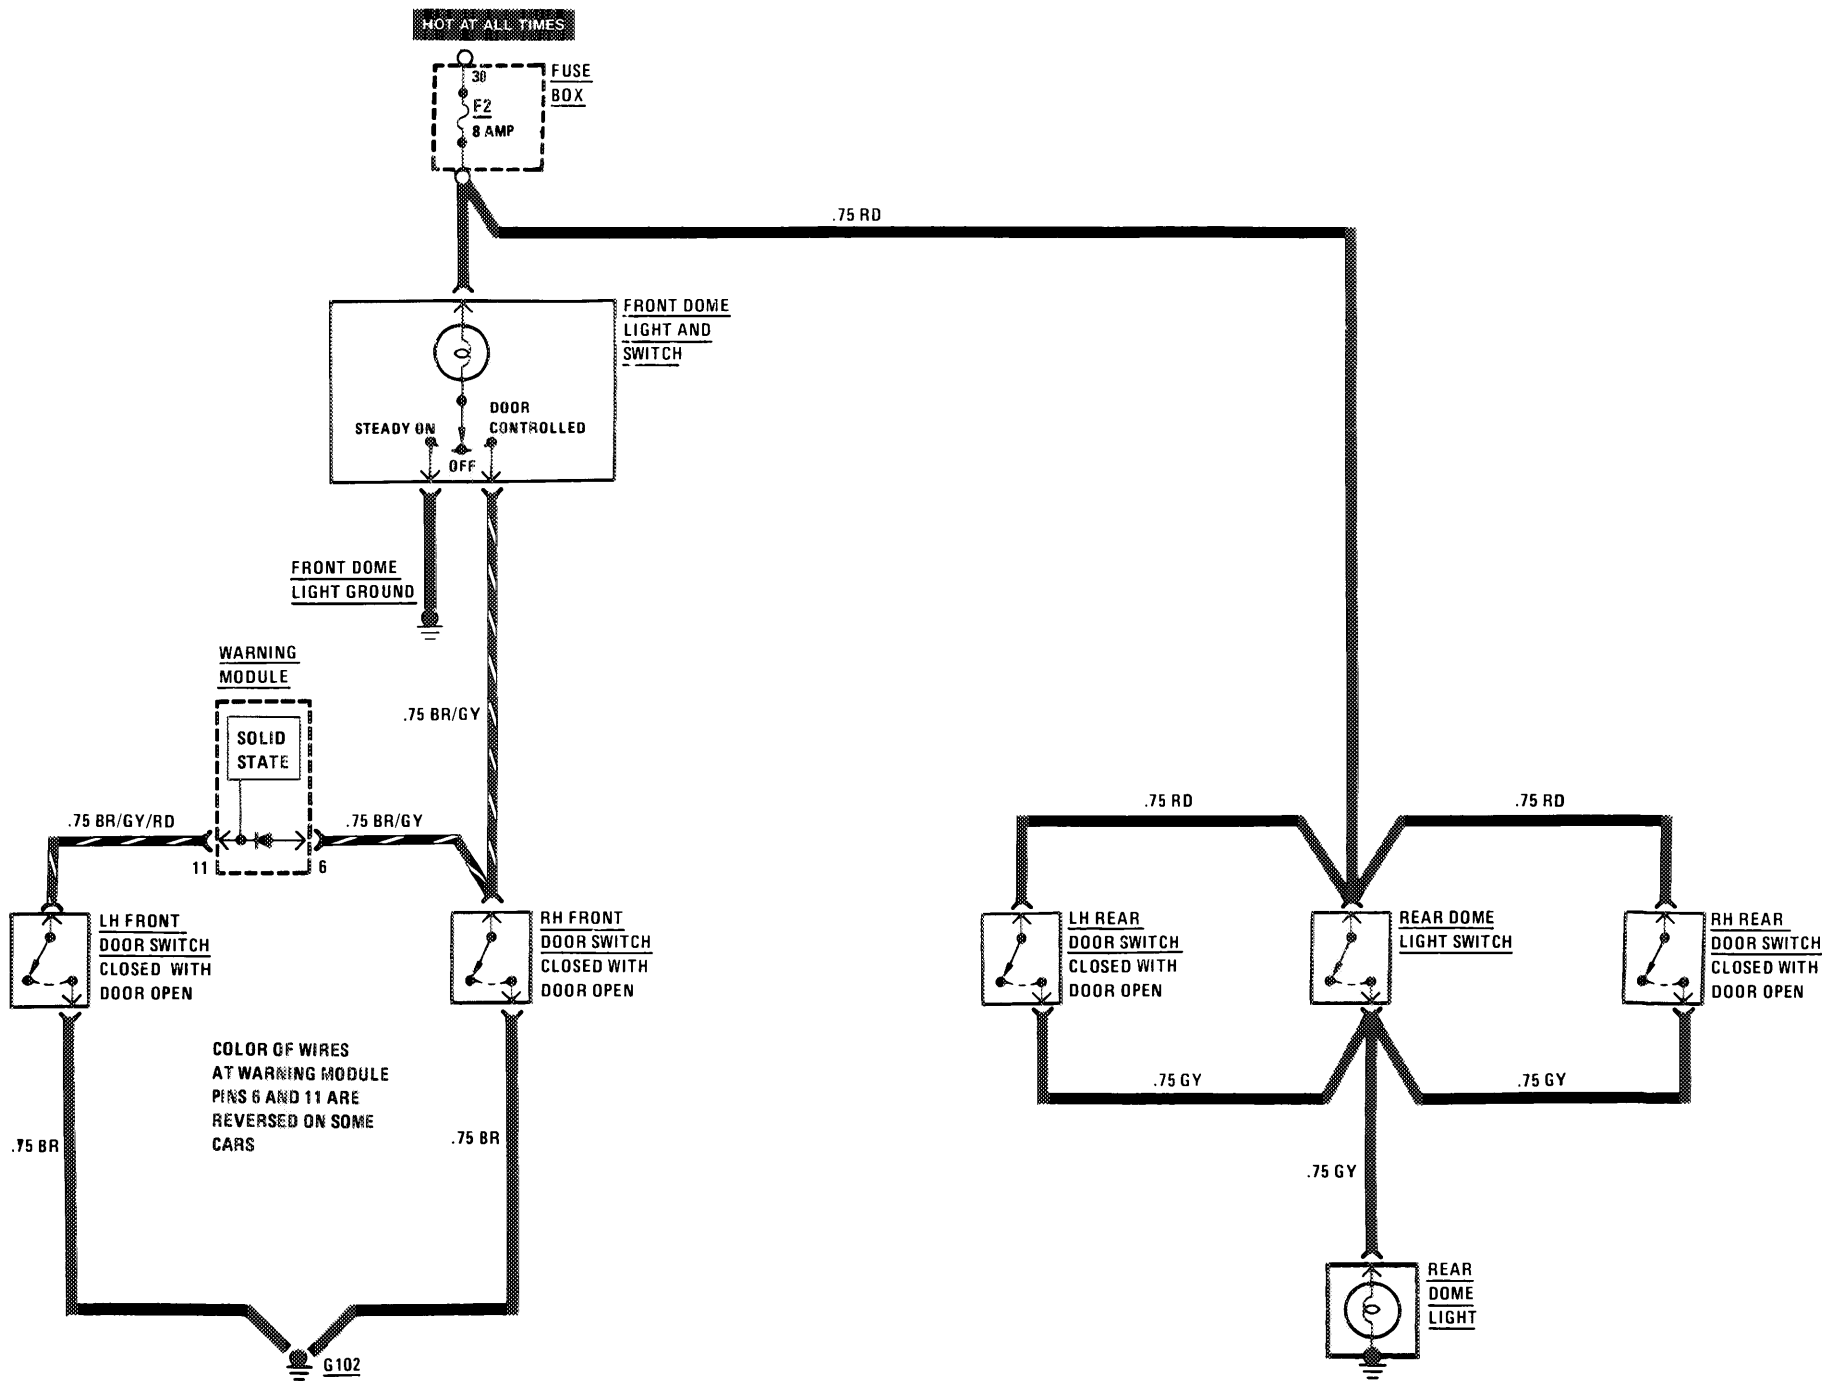 HOT AT ALL TIMES
30
F2
8 AMP
FUSE
BOX
.75 RD
FRONT DOME
LIGHT AND
SWITCH
DOOR
CONTROLLED
STEADY ON
OFF
FRONT DOME
LIGHT GROUND
WARNING
MODULE
SOLID
STATE
.75 BR/GY
.75 BR/GY/RD
.75 BR/GY
11
6
.75 RD
.75 RD
LH FRONT
DOOR SWITCH
CLOSED WITH
DOOR OPEN
RH FRONT
DOOR SWITCH
CLOSED WITH
DOOR OPEN
LH REAR
DOOR SWITCH
CLOSED WITH
DOOR OPEN
REAR DOME
LIGHT SWITCH
RH REAR
DOOR SWITCH
CLOSED WITH
DOOR OPEN
COLOR OF WIRES
AT WARNING MODULE
PINS 6 AND 11 ARE
REVERSED ON SOME
CARS
.75 BR
.75 BR
.75 GY
.75 GY
.75 GY
REAR
DOME
LIGHT
G102